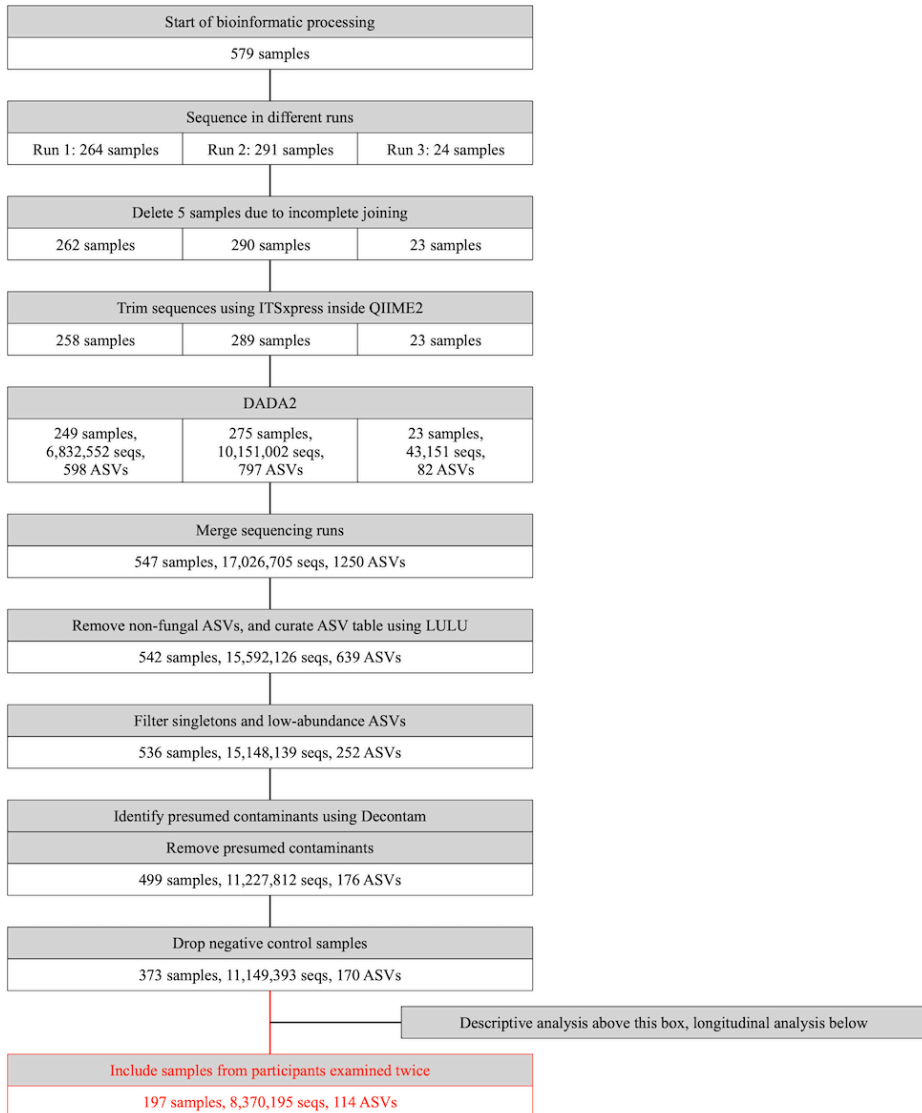 Start of bioinformatic processing
579 samples
Sequence in different runs
Run 1: 264 samples
Run 2: 291 samples
Run 3: 24 samples
Delete 5 samples due to incomplete joining
262 samples
290 samples
23 samples
Trim sequences using ITSxpress inside QIIME2
258 samples
289 samples
23 samples
DADA2
249 samples,
6,832,552 seqs,
598 ASVs
275 samples,
10,151,002 seqs,
797 ASVs
23 samples,
43,151 seqs,
82 ASVs
Merge sequencing runs
547 samples, 17,026,705 seqs, 1250 ASVs
Remove non-fungal ASVs, and curate ASV table using LULU
542 samples, 15,592,126 seqs, 639 ASVs
Filter singletons and low-abundance ASVs
536 samples, 15,148,139 seqs, 252 ASVs
Identify presumed contaminants using Decontam
Remove presumed contaminants
499 samples, 11,227,812 seqs, 176 ASVs
Drop negative control samples
373 samples, 11,149,393 seqs, 170 ASVs
Descriptive analysis above this box, longitudinal analysis below
Include samples from participants examined twice
197 samples, 8,370,195 seqs, 114 ASVs